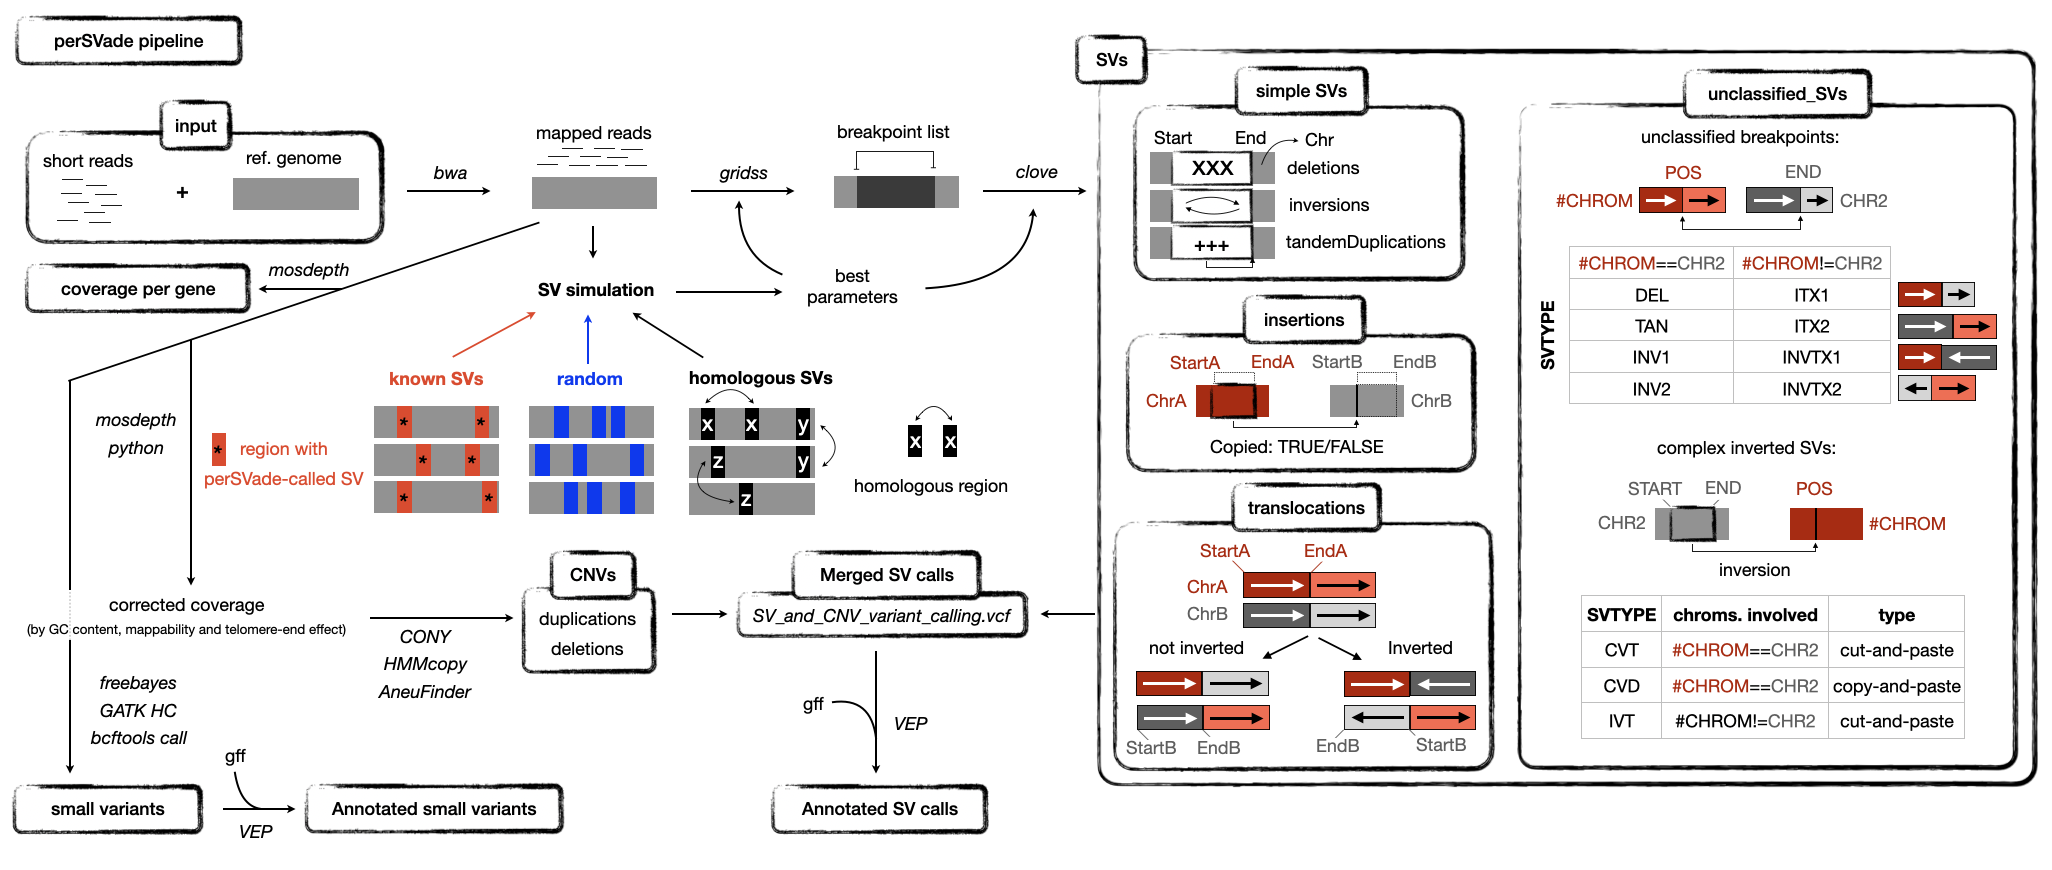 perSVade pipeline
input
short reads
+
ref. genome
bwa
mapped reads
gridss
breakpoint list
clove
mosdepth
coverage per gene
SV simulation
best
parameters
known SVs
random
homologous SVs
* *
* *
* *
x x y
z y
z
x x
homologous region
* region with
perSVade-called SV
mosdepth
python
corrected coverage
(by GC content, mappability and telomere-end effect)
CONY
HMMcopy
AneuFinder
CNVs
duplications
deletions
Merged SV calls
SV_and_CNV_variant_calling.vcf
freebayes
GATK HC
bcftools call
gff
VEP
small variants
Annotated small variants
gff
VEP
Annotated SV calls
SVs
simple SVs
Start End Chr
XXX deletions
inversions
+++ tandemDuplications
insertions
StartA EndA StartB EndB
ChrA ChrB
Copied: TRUE/FALSE
translocations
StartA EndA
ChrA
ChrB
not inverted Inverted
StartB EndB EndB StartB
unclassified_SVs
unclassified breakpoints:
POS END
#CHROM CHR2
SVTYPE
#CHROM==CHR2 #CHROM!=CHR2
DEL ITX1
TAN ITX2
INV1 INVTX1
INV2 INVTX2
complex inverted SVs:
START END POS
CHR2 #CHROM
inversion
SVTYPE chroms. involved type
CVT #CHROM==CHR2 cut-and-paste
CVD #CHROM==CHR2 copy-and-paste
IVT #CHROM!=CHR2 cut-and-paste